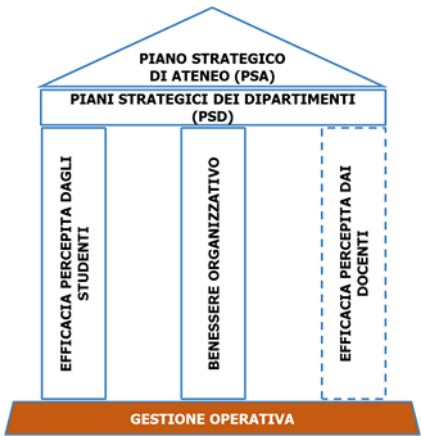 PIANO STRATEGICO
DI ATENEO (PSA)
PIANI STRATEGICI DEI DIPARTIMENTI
(PSD)
EFFICACIA PERCEPITA DAGLI
STUDENTI
BENESSERE ORGANIZZATIVO
EFFICACIA PERCEPITA DAI
DOCENTI
GESTIONE OPERATIVA